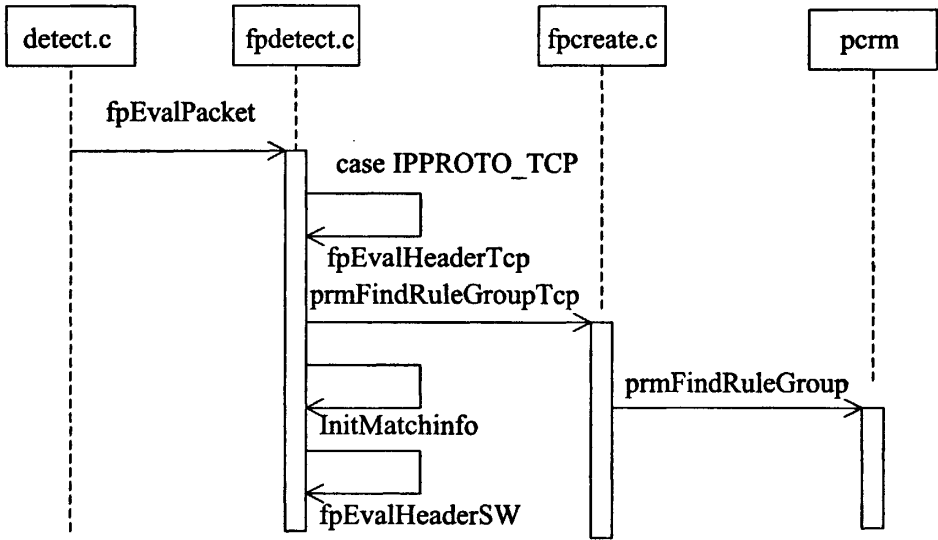 detect.c
fpdetect.c
fpcreate.c
pcrm
fpEvalPacket
case IPPROTO_TCP
fpEvalHeaderTcp
prmFindRuleGroupTcp
prmFindRuleGroup
InitMatchinfo
fpEvalHeaderSW